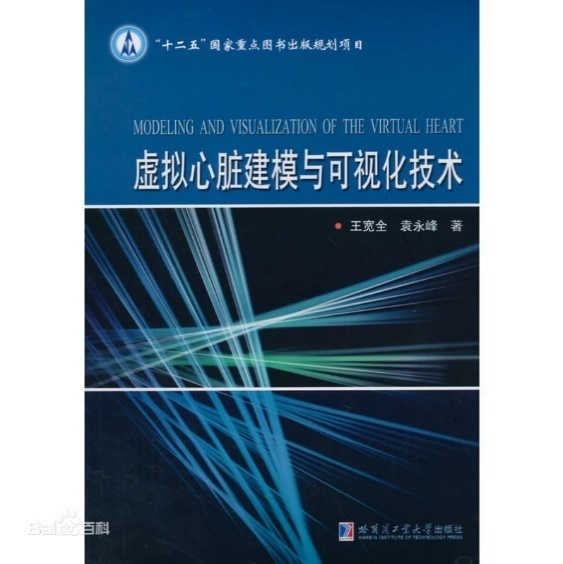 “十二五”国家重点图书出版规划项目
MODELING AND VISUALIZATION OF THE VIRTUAL HEART
虚拟心脏建模与可视化技术
• 王宽全 袁永峰 著
哈尔滨工业大学出版社
HARBIN INSTITUTE OF TECHNOLOGY PRESS
Bai百科